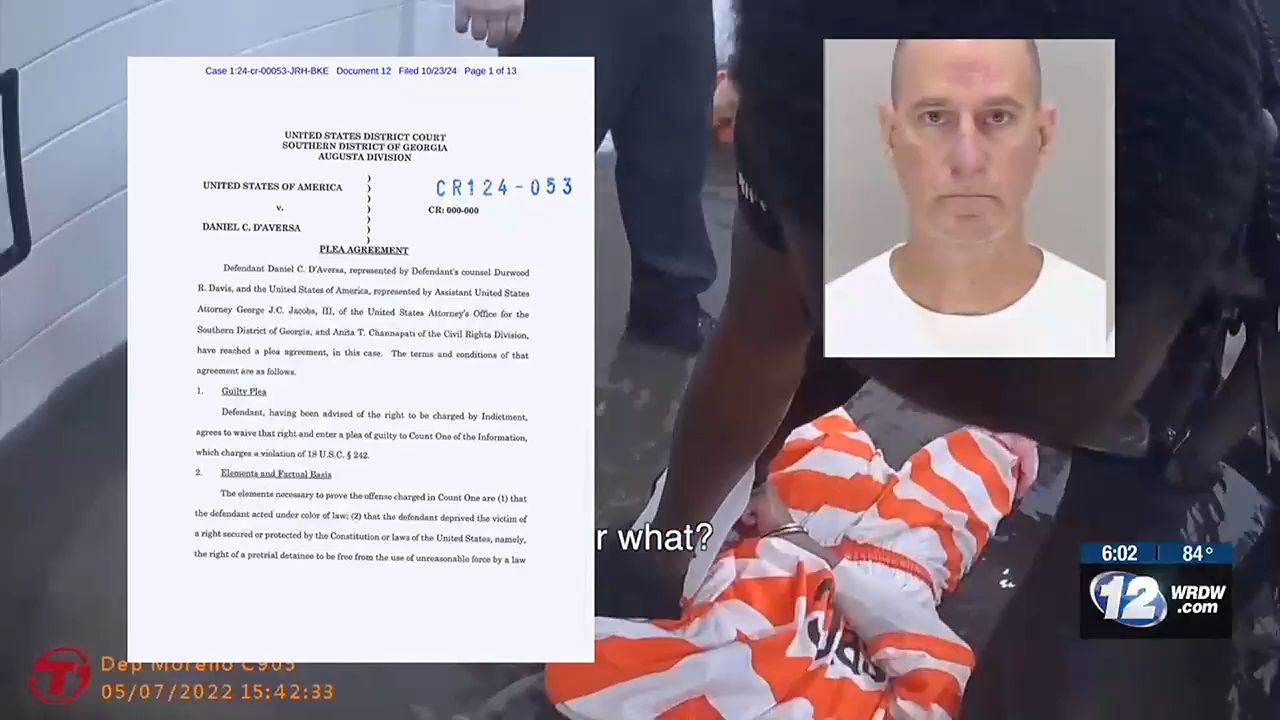 Case 1:24-cr-00053-JRH-BKE Document 12 Filed 10/23/24 Page 1 of 13
UNITED STATES DISTRICT COURT
SOUTHERN DISTRICT OF GEORGIA
AUGUSTA DIVISION
UNITED STATES OF AMERICA
v.
DANIEL C. D'AVERSA
)
)
)
)
)
)
CR124-053
CR: 000-000
PLEA AGREEMENT
Defendant Daniel C. D'Aversa, represented by Defendant's counsel Durwood
R. Davis, and the United States of America, represented by Assistant United States
Attorney George J.C. Jacobs, III, of the United States Attorney's Office for the
Southern District of Georgia, and Anita T. Channapati of the Civil Rights Division,
have reached a plea agreement, in this case. The terms and conditions of that
agreement are as follows.
1. Guilty Plea
Defendant, having been advised of the right to be charged by Indictment,
agrees to waive that right and enter a plea of guilty to Count One of the Information,
which charges a violation of 18 U.S.C. § 242.
2. Elements and Factual Basis
The elements necessary to prove the offense charged in Count One are (1) that
the defendant acted under color of law; (2) that the defendant deprived the victim of
a right secured or protected by the Constitution or laws of the United States, namely,
the right of a pretrial detainee to be free from the use of unreasonable force by a law
r what?
6:02 84°
12 WRDW
.com
Dep Moreno C905
05/07/2022 15:42:33